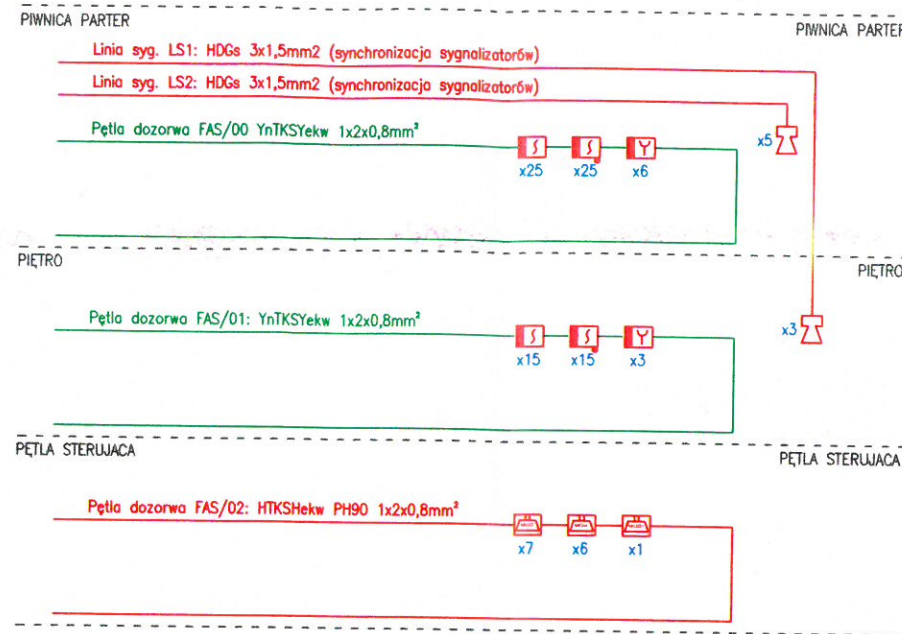 PIWNICA PARTER
PIWNICA PARTER
Linia syg. LS1: HDGs 3x1,5mm2 (synchronizacja sygnalizatorów)
Linia syg. LS2: HDGs 3x1,5mm2 (synchronizacja sygnalizatorów)
Pętla dozorwa FAS/00 YnTKSYekw 1x2x0,8mm²
x5
x25 x25 x6
PIĘTRO
PIĘTRO
Pętla dozorwa FAS/01: YnTKSYekw 1x2x0,8mm²
x3
x15 x15 x3
PĘTLA STERUJACA
PĘTLA STERUJACA
Pętla dozorwa FAS/02: HTKSHekw PH90 1x2x0,8mm²
x7 x6 x1